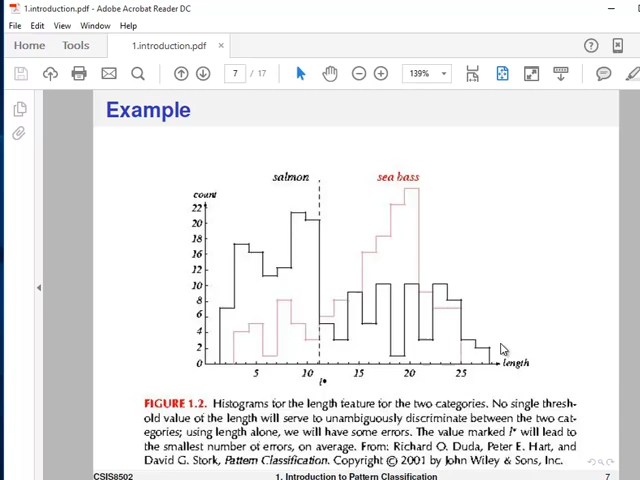 1.introduction.pdf - Adobe Acrobat Reader DC
File Edit View Window Help
Home Tools 1.introduction.pdf ×
7 / 17 139%
Example
salmon sea bass
count
22
20
18
16
12
10
8
6
4
2
0
5 10 15 20 25 length
l*
FIGURE 1.2. Histograms for the length feature for the two categories. No single thresh-
old value of the length will serve to unambiguously discriminate between the two cat-
egories; using length alone, we will have some errors. The value marked l* will lead to
the smallest number of errors, on average. From: Richard O. Duda, Peter E. Hart, and
David G. Stork, Pattern Classification. Copyright © 2001 by John Wiley & Sons, Inc.
CSIS8502 1. Introduction to Pattern Classification 7